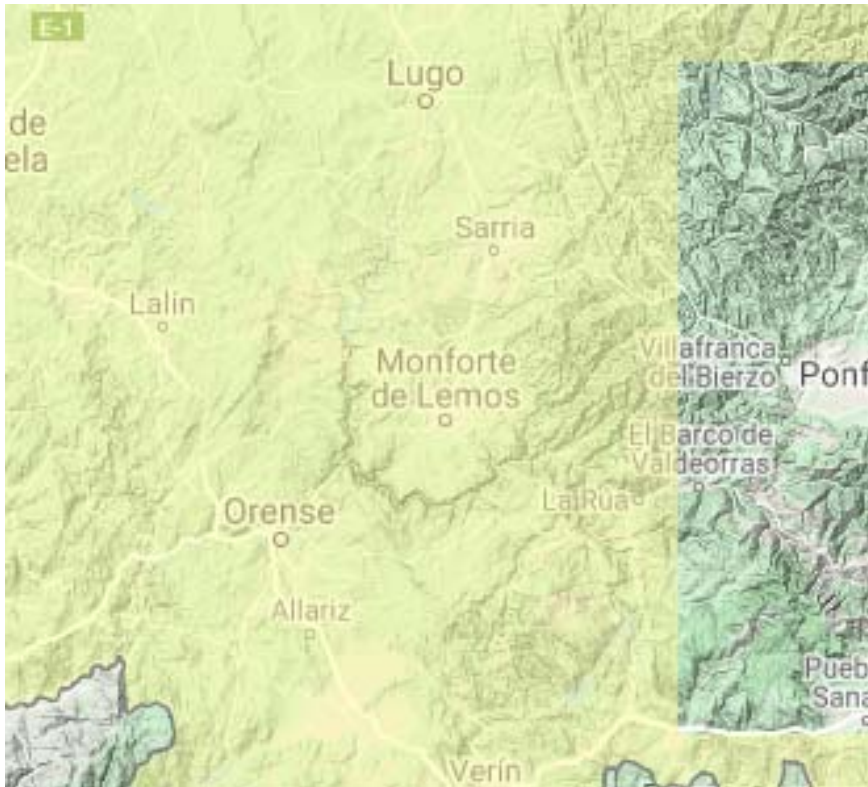 E-1
Lugo
de
ela
Sarria
Lalin
Monforte
de Lemos
Villafranca
del Bierzo
Ponf
El Barco de
Valdeorras
La Rúa
Orense
Allariz
Pueb
Sana
Verín